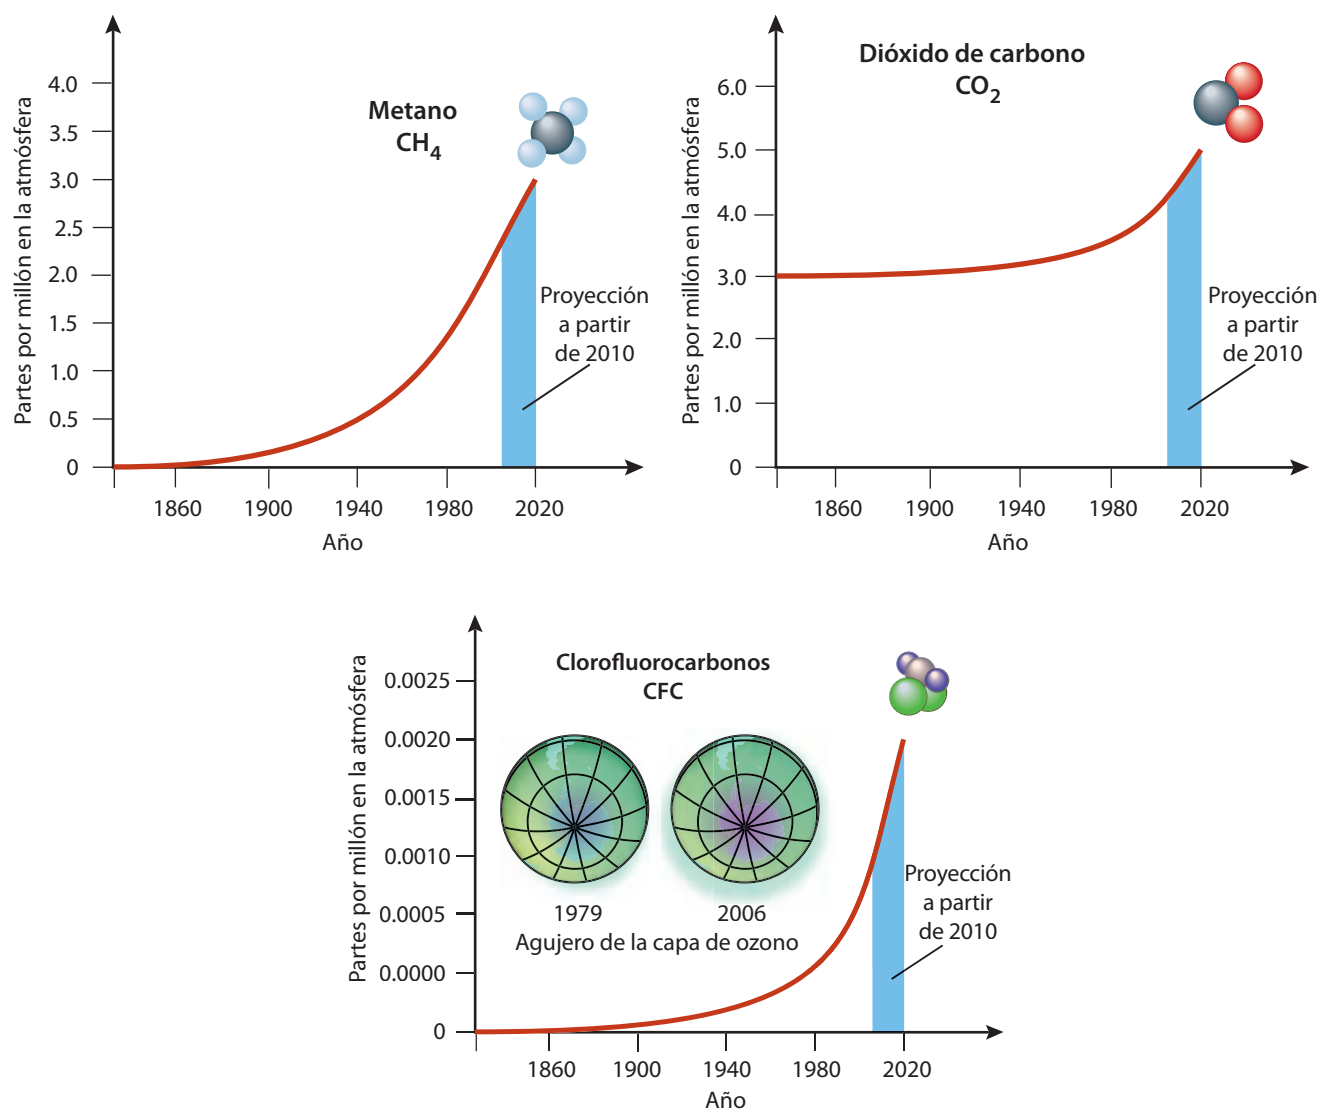 Metano
CH4
Partes por millón en la atmósfera
4.0
3.5
3.0
2.5
2.0
1.5
1.0
0.5
0
Proyección
a partir
de 2010
1860 1900 1940 1980 2020
Año
Dióxido de carbono
CO2
Partes por millón en la atmósfera
6.0
5.0
4.0
3.0
2.0
1.0
0
Proyección
a partir
de 2010
1860 1900 1940 1980 2020
Año
Clorofluorocarbonos
CFC
Partes por millón en la atmósfera
0.0025
0.0020
0.0015
0.0010
0.0005
0.0000
0
1979 2006
Agujero de la capa de ozono
Proyección
a partir
de 2010
1860 1900 1940 1980 2020
Año